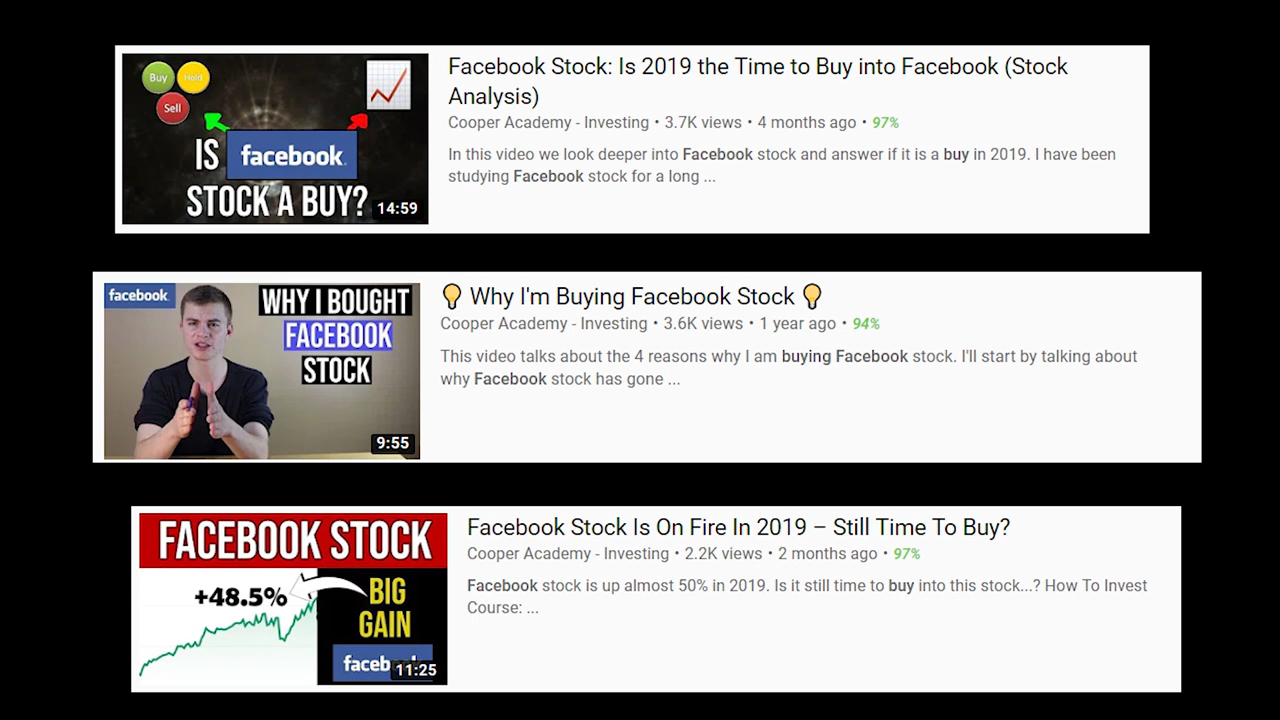 Buy
Hold
Sell
IS facebook.
STOCK A BUY?
14:59
Facebook Stock: Is 2019 the Time to Buy into Facebook (Stock
Analysis)
Cooper Academy - Investing • 3.7K views • 4 months ago • 97%
In this video we look deeper into Facebook stock and answer if it is a buy in 2019. I have been
studying Facebook stock for a long ...
facebook.
WHY I BOUGHT
FACEBOOK
STOCK
9:55
💡 Why I'm Buying Facebook Stock 💡
Cooper Academy - Investing • 3.6K views • 1 year ago • 94%
This video talks about the 4 reasons why I am buying Facebook stock. I'll start by talking about
why Facebook stock has gone ...
FACEBOOK STOCK
+48.5%
BIG
GAIN
11:25
Facebook Stock Is On Fire In 2019 – Still Time To Buy?
Cooper Academy - Investing • 2.2K views • 2 months ago • 97%
Facebook stock is up almost 50% in 2019. Is it still time to buy into this stock...? How To Invest
Course: ...